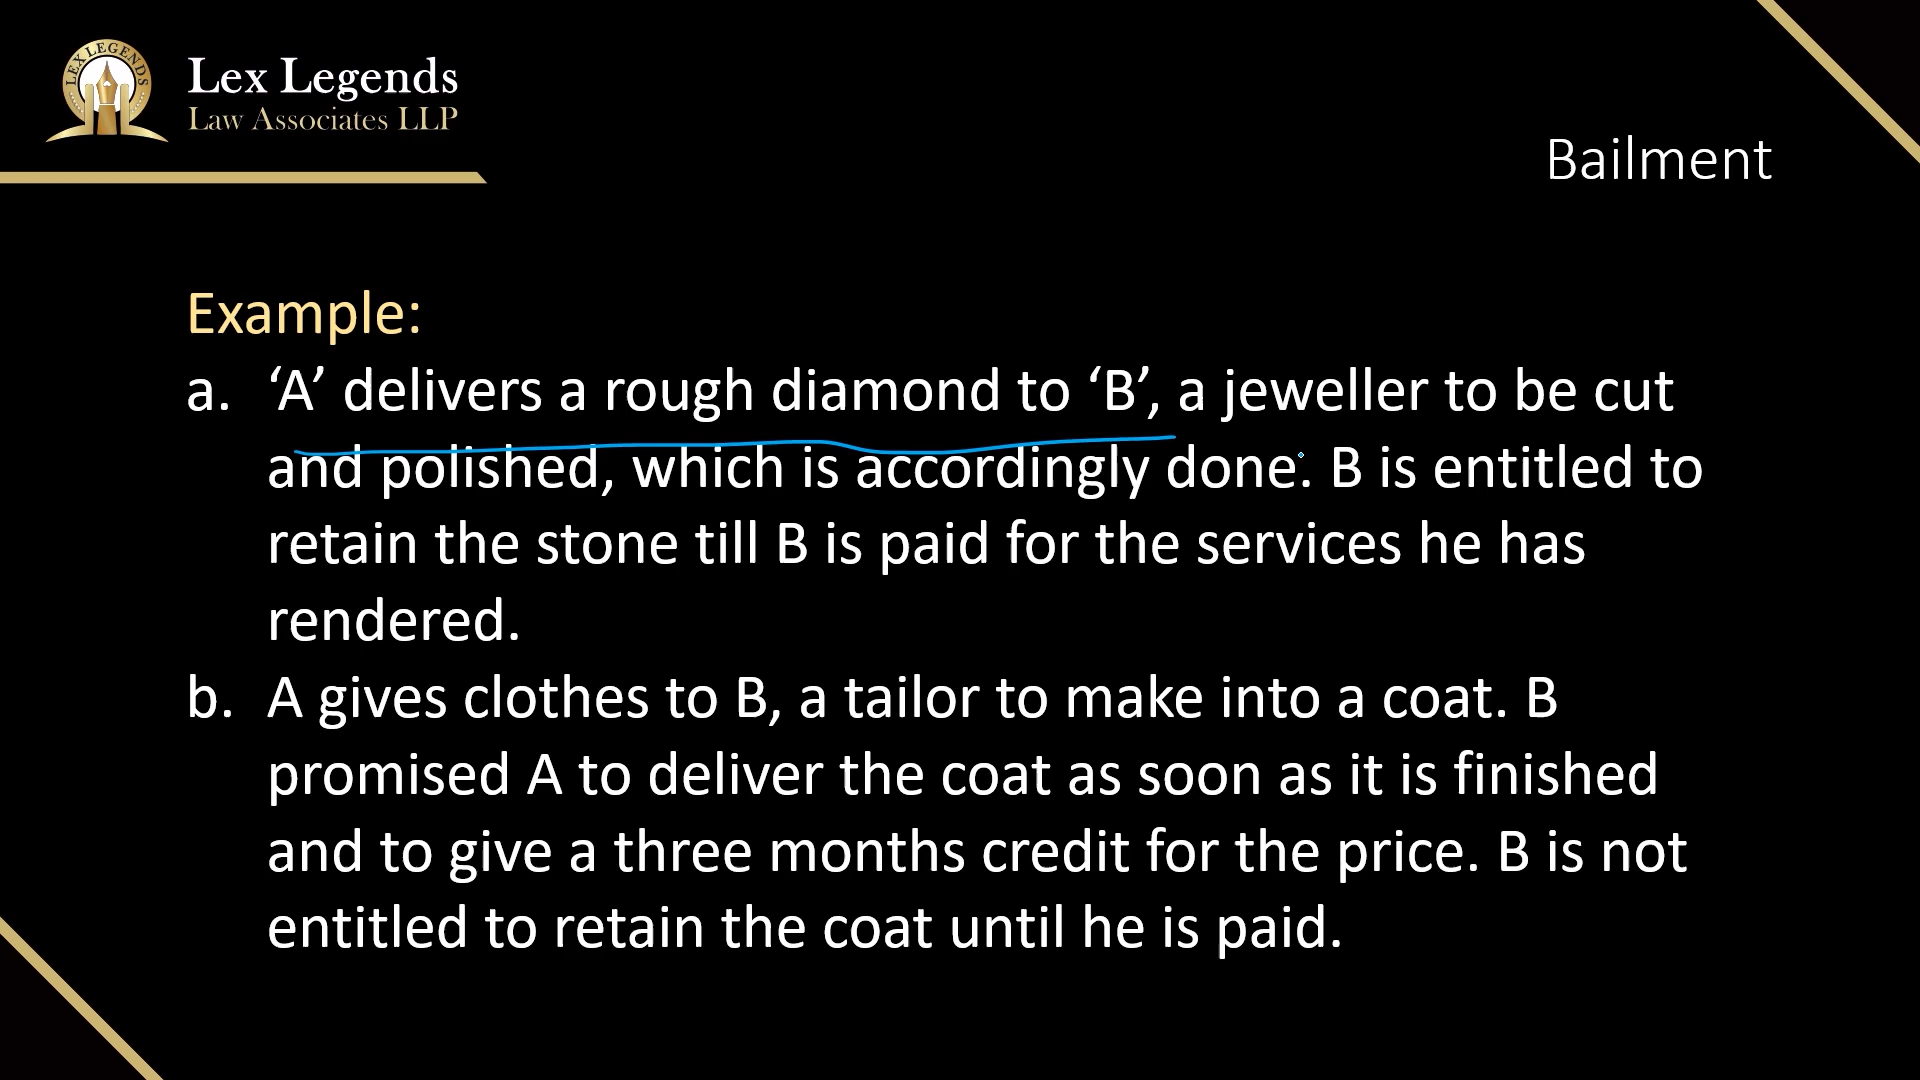 LEX LEGENDS
Lex Legends
Law Associates LLP
Bailment
Example:
a. ‘A’ delivers a rough diamond to ‘B’, a jeweller to be cut
and polished, which is accordingly done. B is entitled to
retain the stone till B is paid for the services he has
rendered.
b. A gives clothes to B, a tailor to make into a coat. B
promised A to deliver the coat as soon as it is finished
and to give a three months credit for the price. B is not
entitled to retain the coat until he is paid.